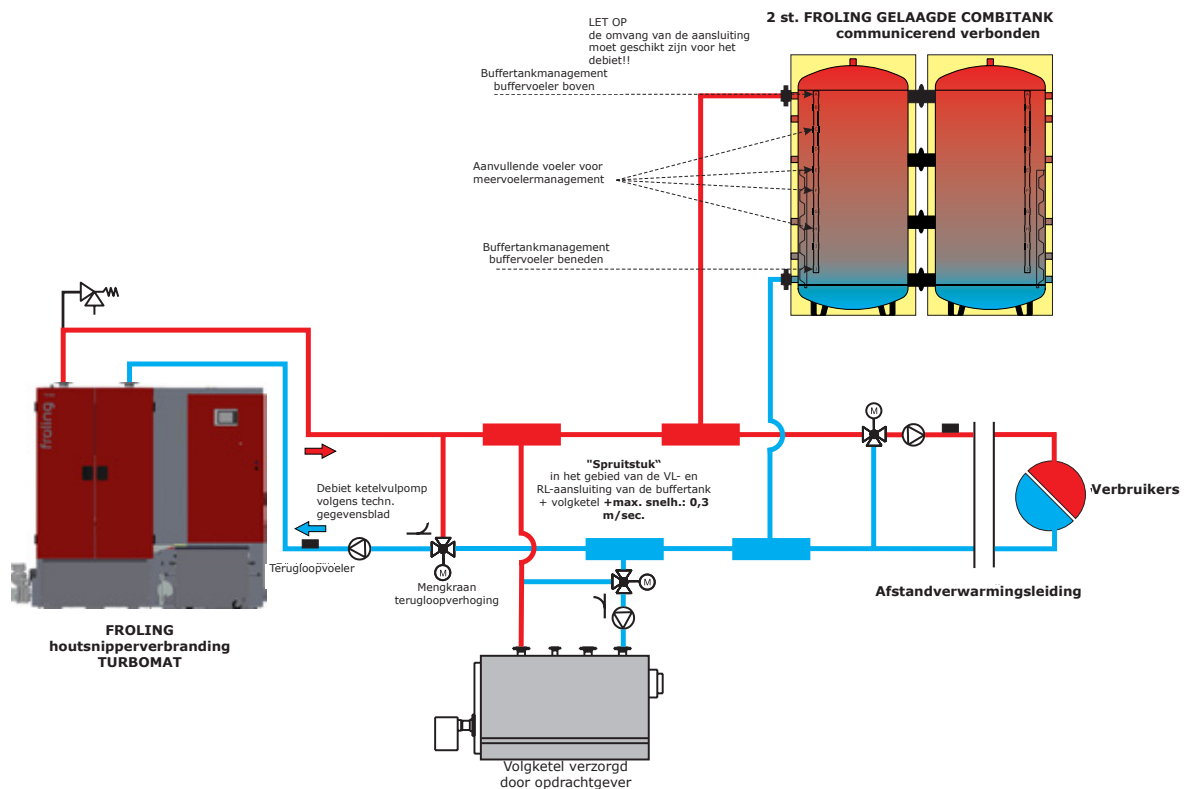 2 st. FROLING GELAAGDE COMBITANK
communicerend verbonden
LET OP
de omvang van de aansluiting
moet geschikt zijn voor het
debiet!!
Buffertankmanagement
buffervoeler boven
Aanvullende voeler voor
meervoelermanagement
Buffertankmanagement
buffervoeler beneden
froling
M
"Spruitstuk“
in het gebied van de VL- en
RL-aansluiting van de buffertank
+ volgketel +max. snelh.: 0,3
m/sec.
Debiet ketelvulpomp
volgens techn.
gegevensblad
Verbruikers
Terugloopvoeler
M
Mengkraan
terugloopverhoging
M
Afstandverwarmingsleiding
FROLING
houtsnipperverbranding
TURBOMAT
Volgketel verzorgd
door opdrachtgever